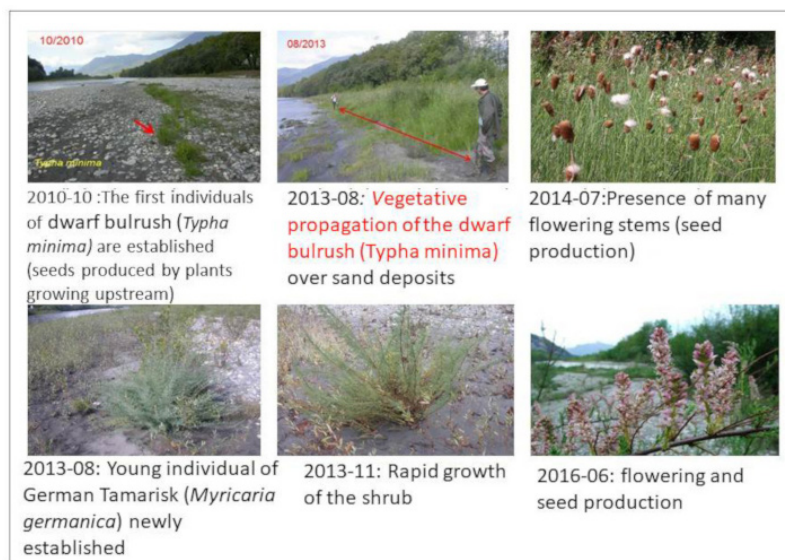 10/2010
Typha minima
08/2013
2010-10 :The first individuals
of dwarf bulrush (Typha
minima) are established
(seeds produced by plants
growing upstream)
2013-08: Vegetative
propagation of the dwarf
bulrush (Typha minima)
over sand deposits
2014-07:Presence of many
flowering stems (seed
production)
2013-08: Young individual of
German Tamarisk (Myricaria
germanica) newly
established
2013-11: Rapid growth
of the shrub
2016-06: flowering and
seed production